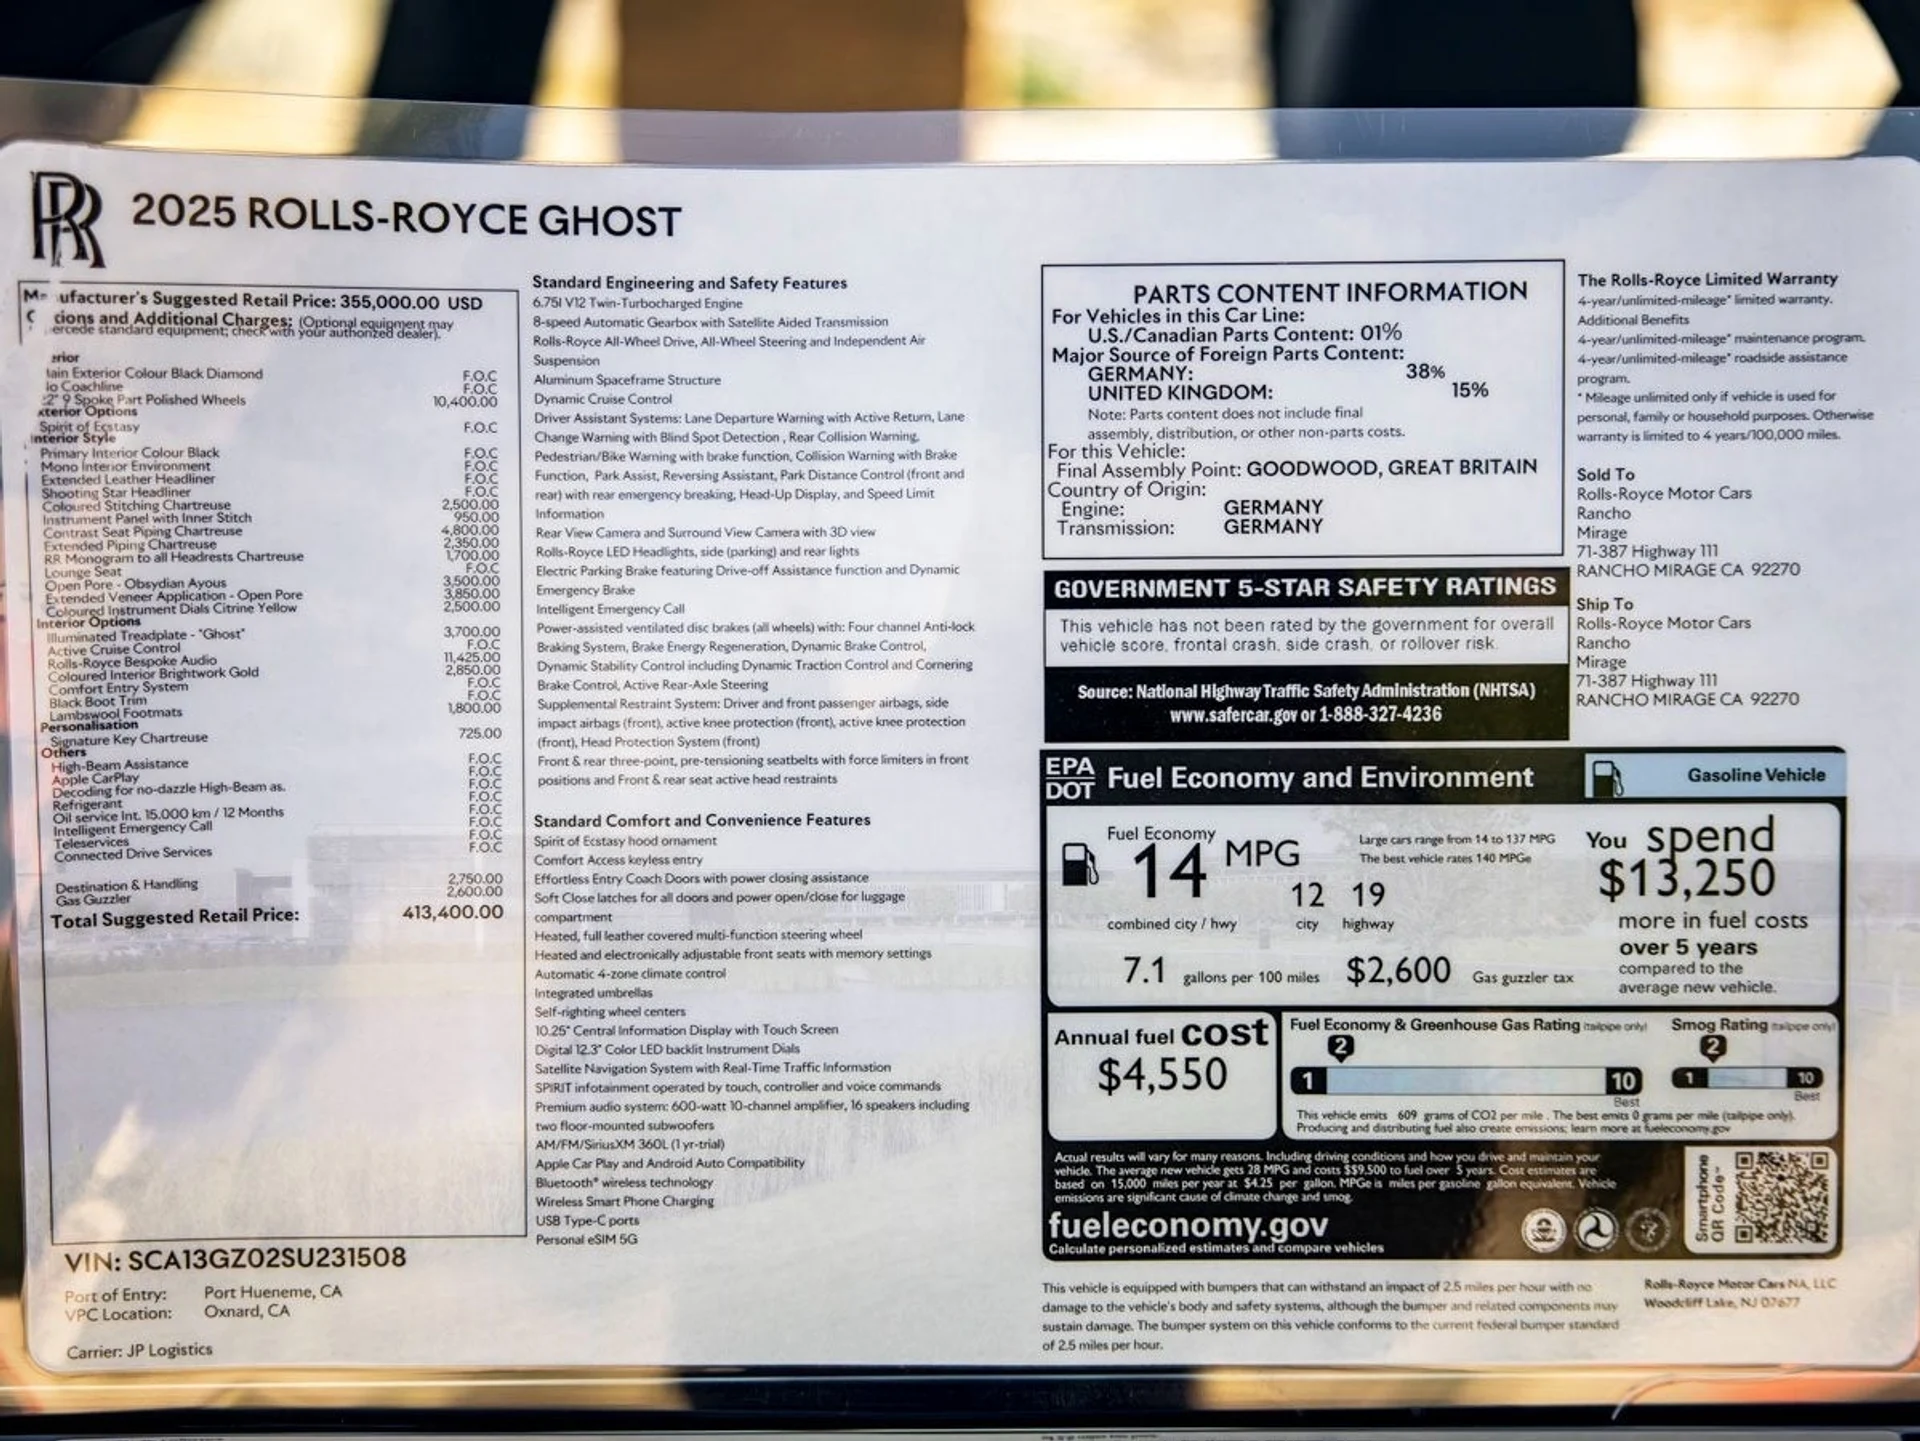 RR
2025 ROLLS-ROYCE GHOST
ufacturer's Suggested Retail Price: 355,000.00 USD
cions and Additional Charges: (Optional equipment may
ercede standard equipment; check with your authorized dealer).
erior
lain Exterior Colour Black Diamond F.O.C
lo Coachline F.O.C
2" 9 Spoke Part Polished Wheels 10,400.00
xterior Options
Spirit of Ecstasy F.O.C
Interior Style
Primary Interior Colour Black F.O.C
Mono Interior Environment F.O.C
Extended Leather Headliner F.O.C
Shooting Star Headliner F.O.C
Coloured Stitching Chartreuse 2,500.00
Instrument Panel with Inner Stitch 950.00
Contrast Seat Piping Chartreuse 4,800.00
Extended Piping Chartreuse 2,350.00
RR Monogram to all Headrests Chartreuse 1,700.00
Lounge Seat F.O.C
Open Pore - Obsydian Ayous 3,500.00
Extended Veneer Application - Open Pore 3,850.00
Coloured Instrument Dials Citrine Yellow 2,500.00
Interior Options
Illuminated Treadplate - "Ghost" 3,700.00
Active Cruise Control F.O.C
Rolls-Royce Bespoke Audio 11,425.00
Coloured Interior Brightwork Gold 2,850.00
Comfort Entry System F.O.C
Black Boot Trim F.O.C
Lambswool Footmats 1,800.00
Personalisation
Signature Key Chartreuse 725.00
Others
High-Beam Assistance F.O.C
Apple CarPlay F.O.C
Decoding for no-dazzle High-Beam as. F.O.C
Refrigerant F.O.C
Oil service Int. 15.000 km / 12 Months F.O.C
Intelligent Emergency Call F.O.C
Teleservices F.O.C
Connected Drive Services F.O.C
Destination & Handling 2,750.00
Gas Guzzler 2,600.00
Total Suggested Retail Price: 413,400.00
VIN: SCA13GZ02SU231508
Port of Entry: Port Hueneme, CA
VPC Location: Oxnard, CA
Carrier: JP Logistics
Standard Engineering and Safety Features
6.75l V12 Twin-Turbocharged Engine
8-speed Automatic Gearbox with Satellite Aided Transmission
Rolls-Royce All-Wheel Drive, All-Wheel Steering and Independent Air
Suspension
Aluminum Spaceframe Structure
Dynamic Cruise Control
Driver Assistant Systems: Lane Departure Warning with Active Return, Lane
Change Warning with Blind Spot Detection , Rear Collision Warning,
Pedestrian/Bike Warning with brake function, Collision Warning with Brake
Function, Park Assist, Reversing Assistant, Park Distance Control (front and
rear) with rear emergency breaking, Head-Up Display, and Speed Limit
Information
Rear View Camera and Surround View Camera with 3D view
Rolls-Royce LED Headlights, side (parking) and rear lights
Electric Parking Brake featuring Drive-off Assistance function and Dynamic
Emergency Brake
Intelligent Emergency Call
Power-assisted ventilated disc brakes (all wheels) with: Four channel Anti-lock
Braking System, Brake Energy Regeneration, Dynamic Brake Control,
Dynamic Stability Control including Dynamic Traction Control and Cornering
Brake Control, Active Rear-Axle Steering
Supplemental Restraint System: Driver and front passenger airbags, side
impact airbags (front), active knee protection (front), active knee protection
(front), Head Protection System (front)
Front & rear three-point, pre-tensioning seatbelts with force limiters in front
positions and Front & rear seat active head restraints
Standard Comfort and Convenience Features
Spirit of Ecstasy hood ornament
Comfort Access keyless entry
Effortless Entry Coach Doors with power closing assistance
Soft Close latches for all doors and power open/close for luggage
compartment
Heated, full leather covered multi-function steering wheel
Heated and electronically adjustable front seats with memory settings
Automatic 4-zone climate control
Integrated umbrellas
Self-righting wheel centers
10.25" Central Information Display with Touch Screen
Digital 12.3" Color LED backlit Instrument Dials
Satellite Navigation System with Real-Time Traffic Information
SPIRIT infotainment operated by touch, controller and voice commands
Premium audio system: 600-watt 10-channel amplifier, 16 speakers including
two floor-mounted subwoofers
AM/FM/SiriusXM 360L (1 yr-trial)
Apple Car Play and Android Auto Compatibility
Bluetooth® wireless technology
Wireless Smart Phone Charging
USB Type-C ports
Personal eSIM 5G
PARTS CONTENT INFORMATION
For Vehicles in this Car Line:
U.S./Canadian Parts Content: 01%
Major Source of Foreign Parts Content:
GERMANY: 38%
UNITED KINGDOM: 15%
Note: Parts content does not include final
assembly, distribution, or other non-parts costs.
For this Vehicle:
Final Assembly Point: GOODWOOD, GREAT BRITAIN
Country of Origin:
Engine: GERMANY
Transmission: GERMANY
GOVERNMENT 5-STAR SAFETY RATINGS
This vehicle has not been rated by the government for overall
vehicle score, frontal crash, side crash, or rollover risk.
Source: National Highway Traffic Safety Administration (NHTSA)
www.safercar.gov or 1-888-327-4236
The Rolls-Royce Limited Warranty
4-year/unlimited-mileage* limited warranty.
Additional Benefits
4-year/unlimited-mileage* maintenance program.
4-year/unlimited-mileage* roadside assistance
program.
* Mileage unlimited only if vehicle is used for
personal, family or household purposes. Otherwise
warranty is limited to 4 years/100,000 miles.
Sold To
Rolls-Royce Motor Cars
Rancho
Mirage
71-387 Highway 111
RANCHO MIRAGE CA 92270
Ship To
Rolls-Royce Motor Cars
Rancho
Mirage
71-387 Highway 111
RANCHO MIRAGE CA 92270
EPA
DOT
Fuel Economy and Environment
Gasoline Vehicle
Fuel Economy
14 MPG
combined city / hwy
12 city
19 highway
Large cars range from 14 to 137 MPG
The best vehicle rates 140 MPGe
7.1 gallons per 100 miles
$2,600 Gas guzzler tax
You spend
$13,250
more in fuel costs
over 5 years
compared to the
average new vehicle.
Annual fuel cost
$4,550
Fuel Economy & Greenhouse Gas Rating (tailpipe only)
2
1 10
Best
Smog Rating (tailpipe only)
2
1 10
Best
This vehicle emits 609 grams of CO2 per mile . The best emits 0 grams per mile (tailpipe only).
Producing and distributing fuel also create emissions; learn more at fueleconomy.gov
Actual results will vary for many reasons. Including driving conditions and how you drive and maintain your
vehicle. The average new vehicle gets 28 MPG and costs $$9,500 to fuel over 5 years. Cost estimates are
based on 15,000 miles per year at $4.25 per gallon. MPGe is miles per gasoline gallon equivalent. Vehicle
emissions are significant cause of climate change and smog.
fueleconomy.gov
Calculate personalized estimates and compare vehicles
Smartphone
QR Code™
This vehicle is equipped with bumpers that can withstand an impact of 2.5 miles per hour with no
damage to the vehicle's body and safety systems, although the bumper and related components may
sustain damage. The bumper system on this vehicle conforms to the current federal bumper standard
of 2.5 miles per hour.
Rolls-Royce Motor Cars NA, LLC
Woodcliff Lake, NJ 07677